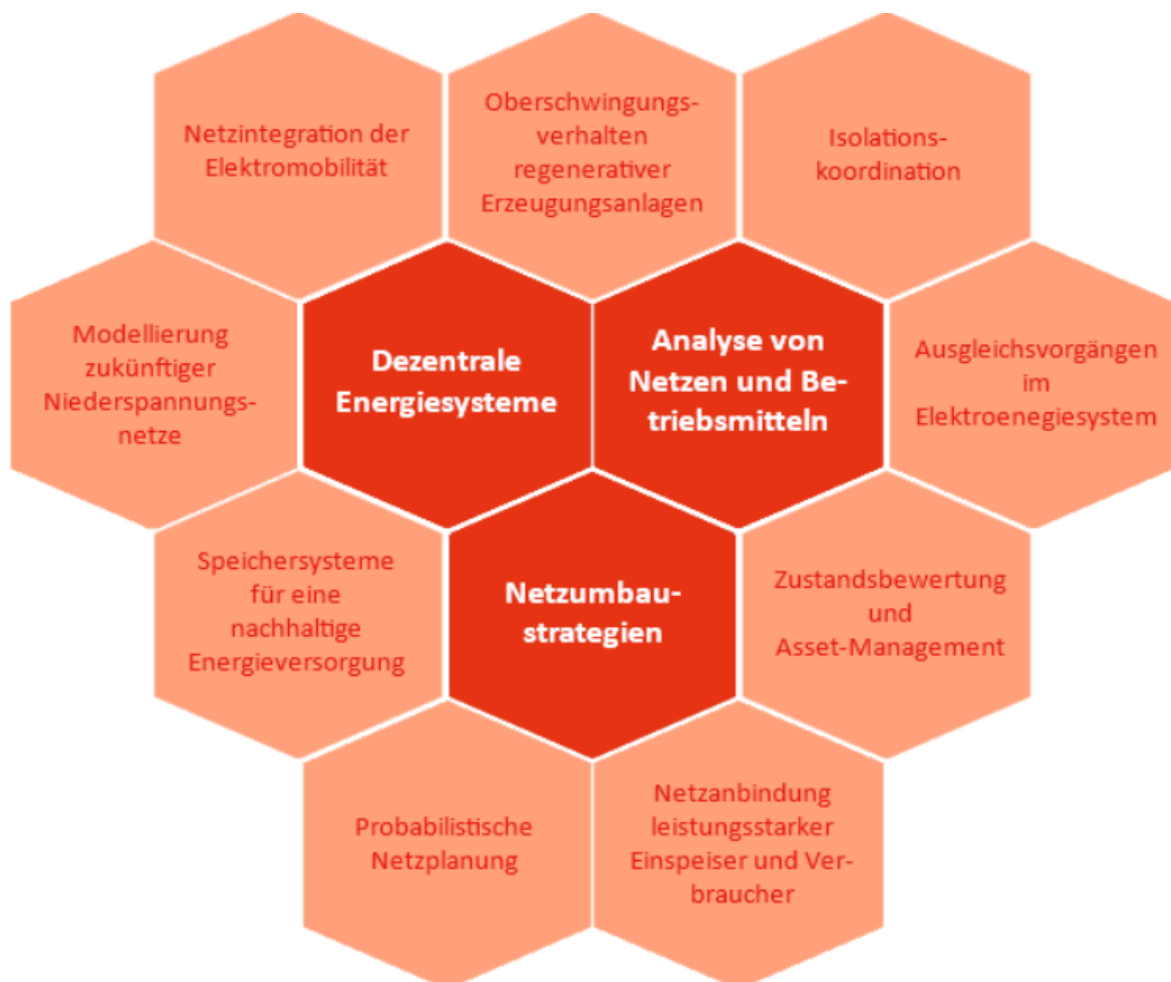 Netzintegration der
Elektromobilität
Oberschwingungs-
verhalten
regenerativer
Erzeugungsanlagen
Isolations-
koordination
Modellierung
zukünftiger
Niederspannungs-
netze
Dezentrale
Energiesysteme
Analyse von
Netzen und Be-
triebsmitteln
Ausgleichsvorgängen
im
Elektroenegiesystem
Speichersysteme
für eine
nachhaltige
Energieversorgung
Netzumbau-
strategien
Zustandsbewertung
und
Asset-Management
Probabilistische
Netzplanung
Netzanbindung
leistungsstarker
Einspeiser und Ver-
braucher